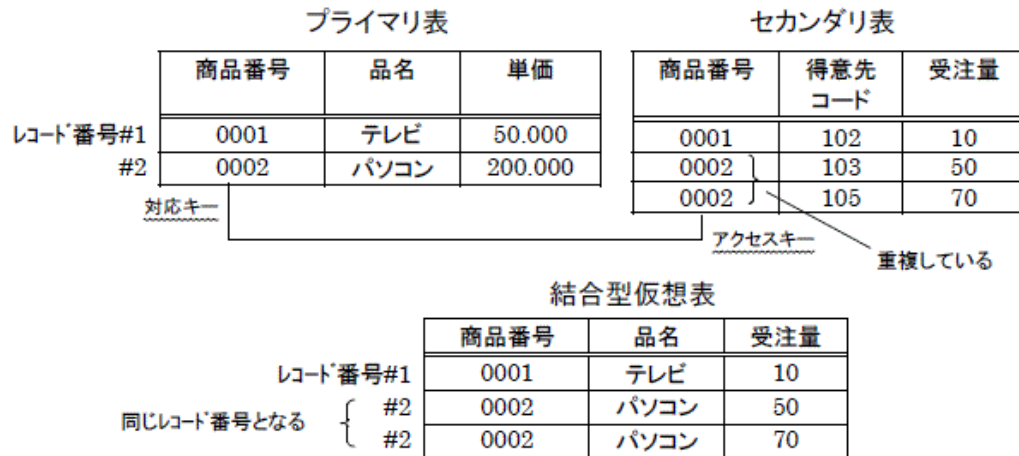 プライマリ表
商品番号 品名 単価
レコード番号#1 0001 テレビ 50.000
#2 0002 パソコン 200.000
対応キー
セカンダリ表
商品番号 得意先コード 受注量
0001 102 10
0002 103 50
0002 105 70
アクセスキー
重複している
結合型仮想表
商品番号 品名 受注量
レコード番号#1 0001 テレビ 10
同じレコード番号となる
#2 0002 パソコン 50
#2 0002 パソコン 70